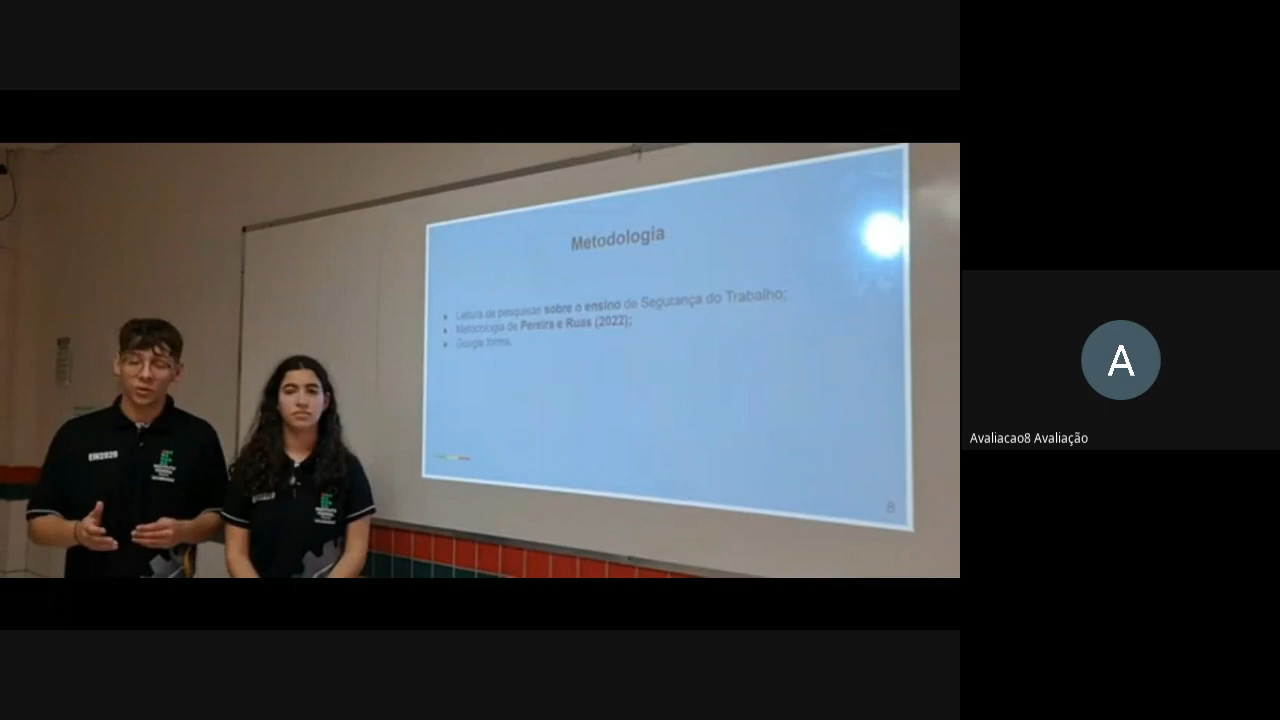 Metodologia
Leitura de pesquisas sobre o ensino de Segurança do Trabalho;
Metodologia de Pereira e Ruas (2022);
Google forms.
8
EIN2020
A
Avaliacao8 Avaliação